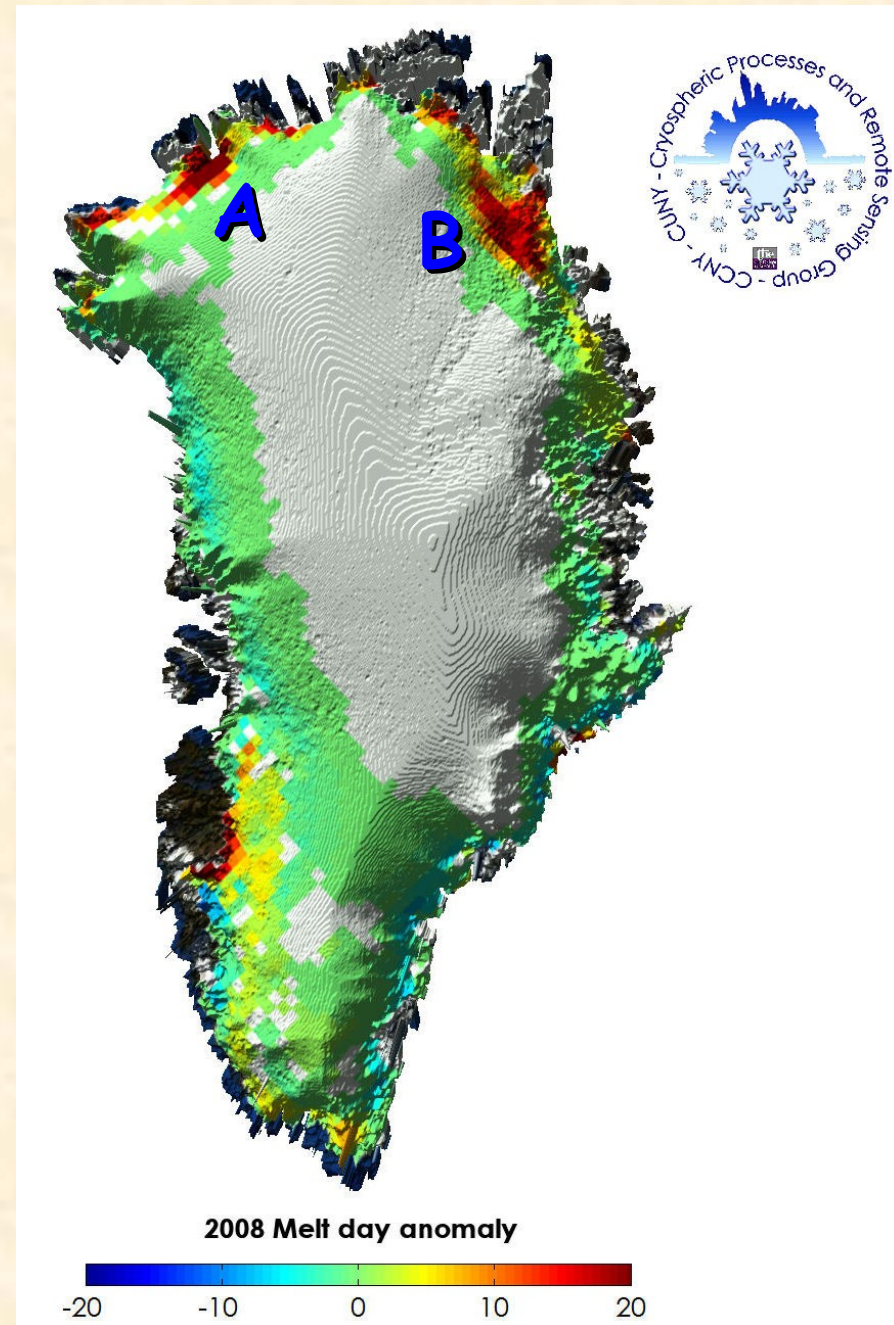 CCNY - CUNY - Cryospheric Processes and Remote Sensing Group -
A
B
2008 Melt day anomaly
-20 -10 0 10 20